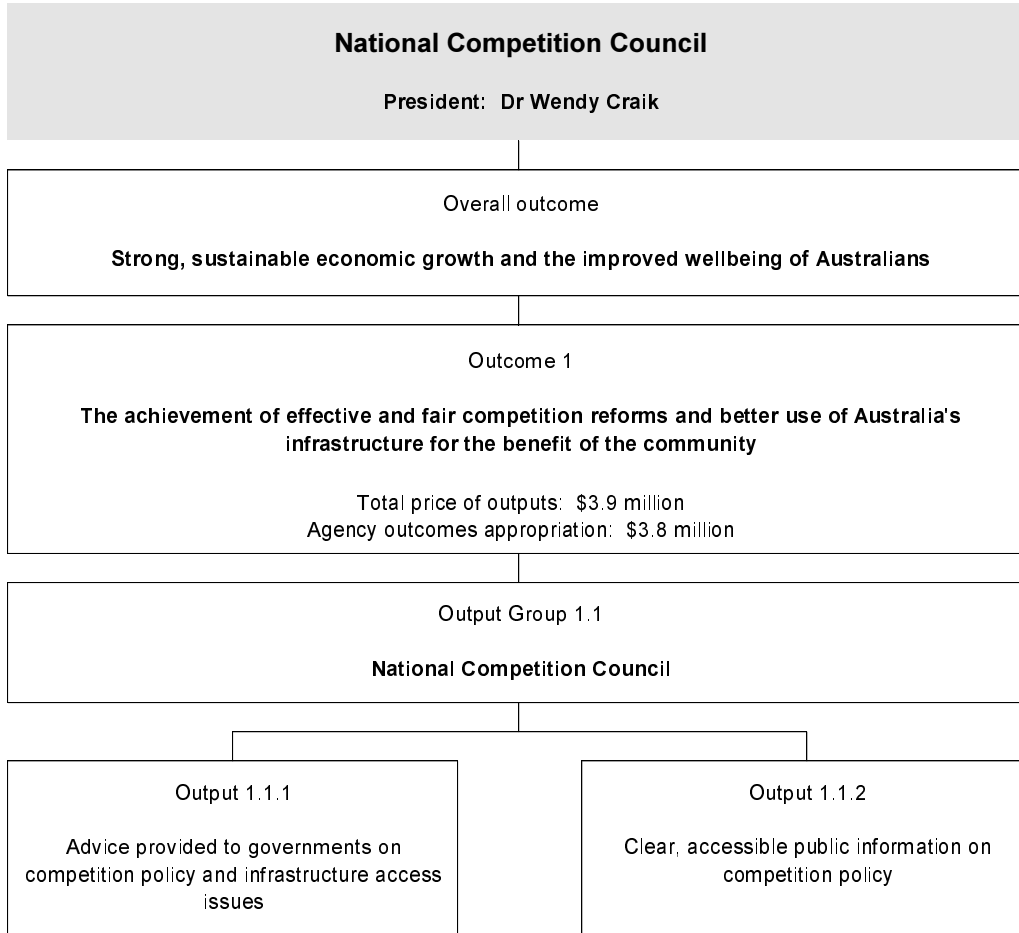 National Competition Council
President: Dr Wendy Craik
Overall outcome
Strong, sustainable economic growth and the improved wellbeing of Australians
Outcome 1
The achievement of effective and fair competition reforms and better use of Australia's
infrastructure for the benefit of the community
Total price of outputs: $3.9 million
Agency outcomes appropriation: $3.8 million
Output Group 1.1
National Competition Council
Output 1.1.1
Advice provided to governments on
competition policy and infrastructure access
issues
Output 1.1.2
Clear, accessible public information on
competition policy